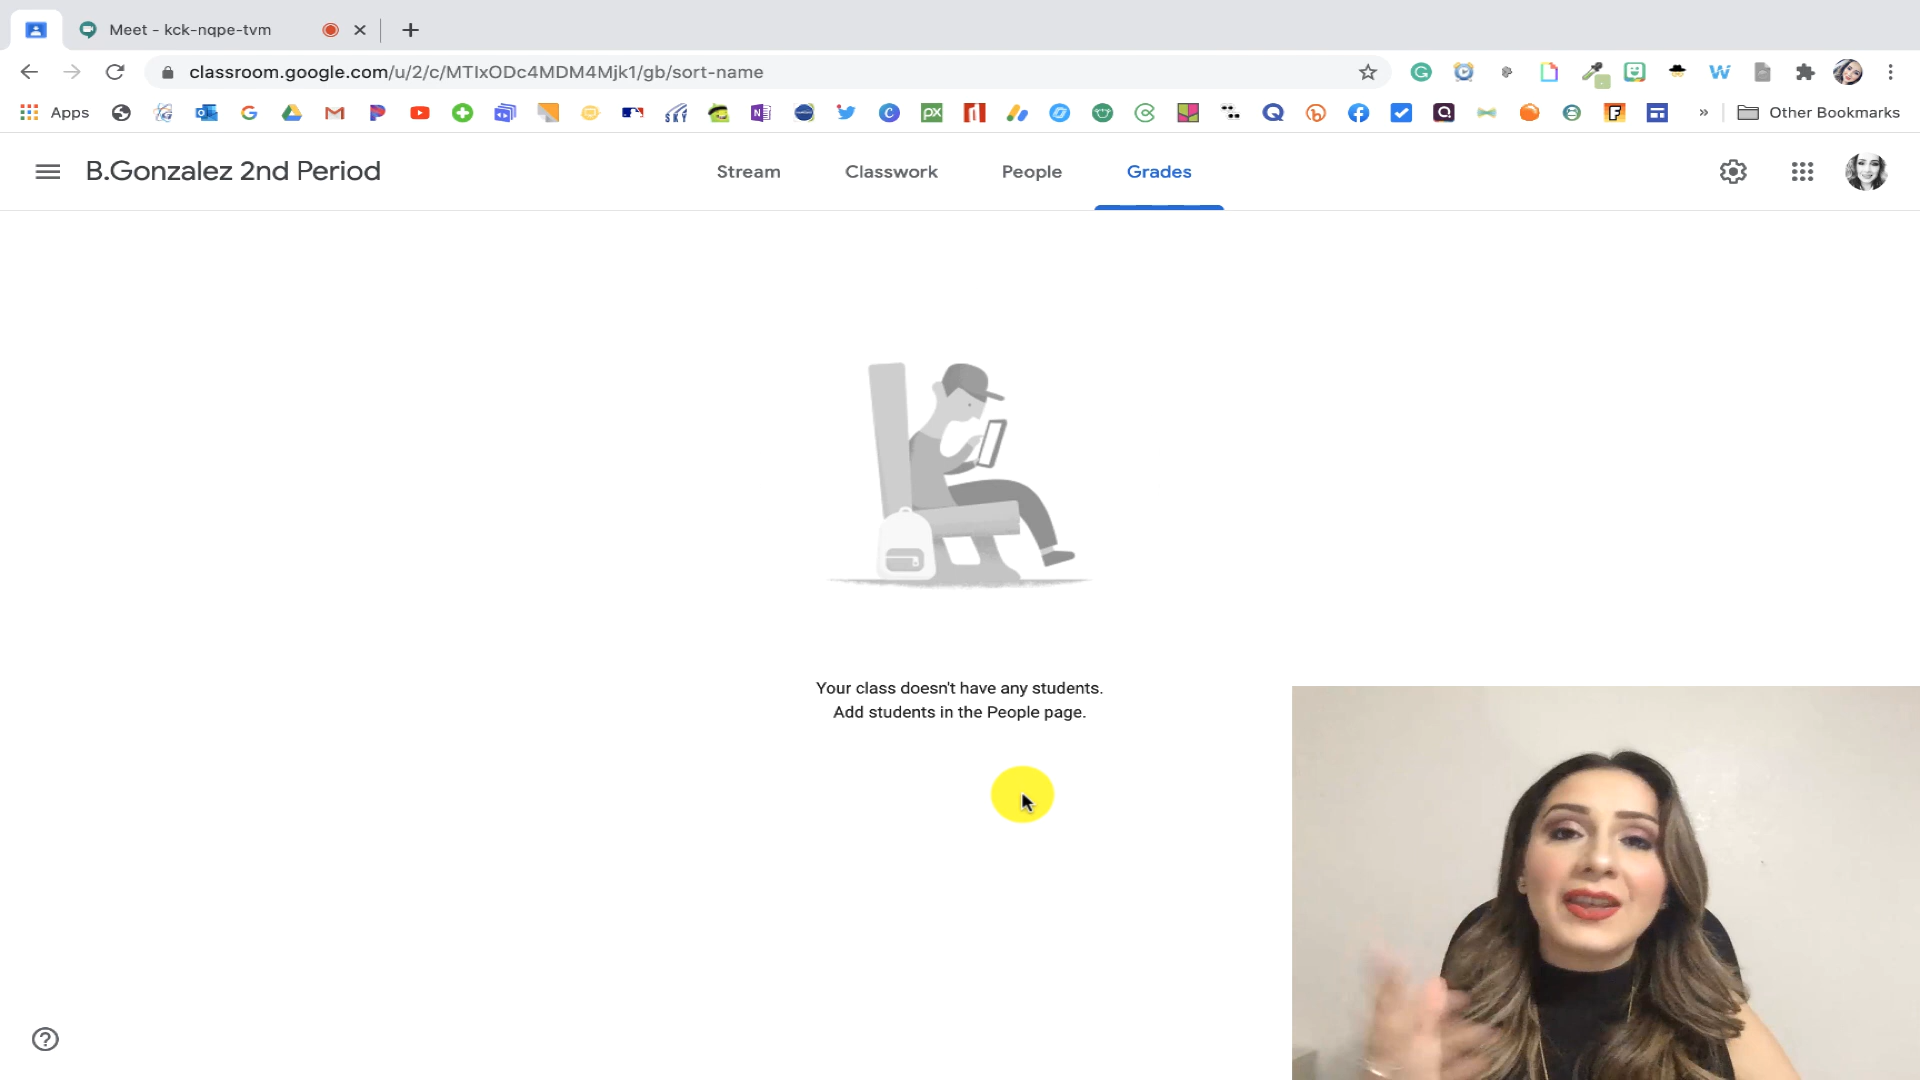 Meet - kck-nqpe-tvm
classroom.google.com/u/2/c/MTIxODc4MDM4Mjk1/gb/sort-name
Apps
Other Bookmarks
B.Gonzalez 2nd Period
Stream
Classwork
People
Grades
Your class doesn't have any students.
Add students in the People page.